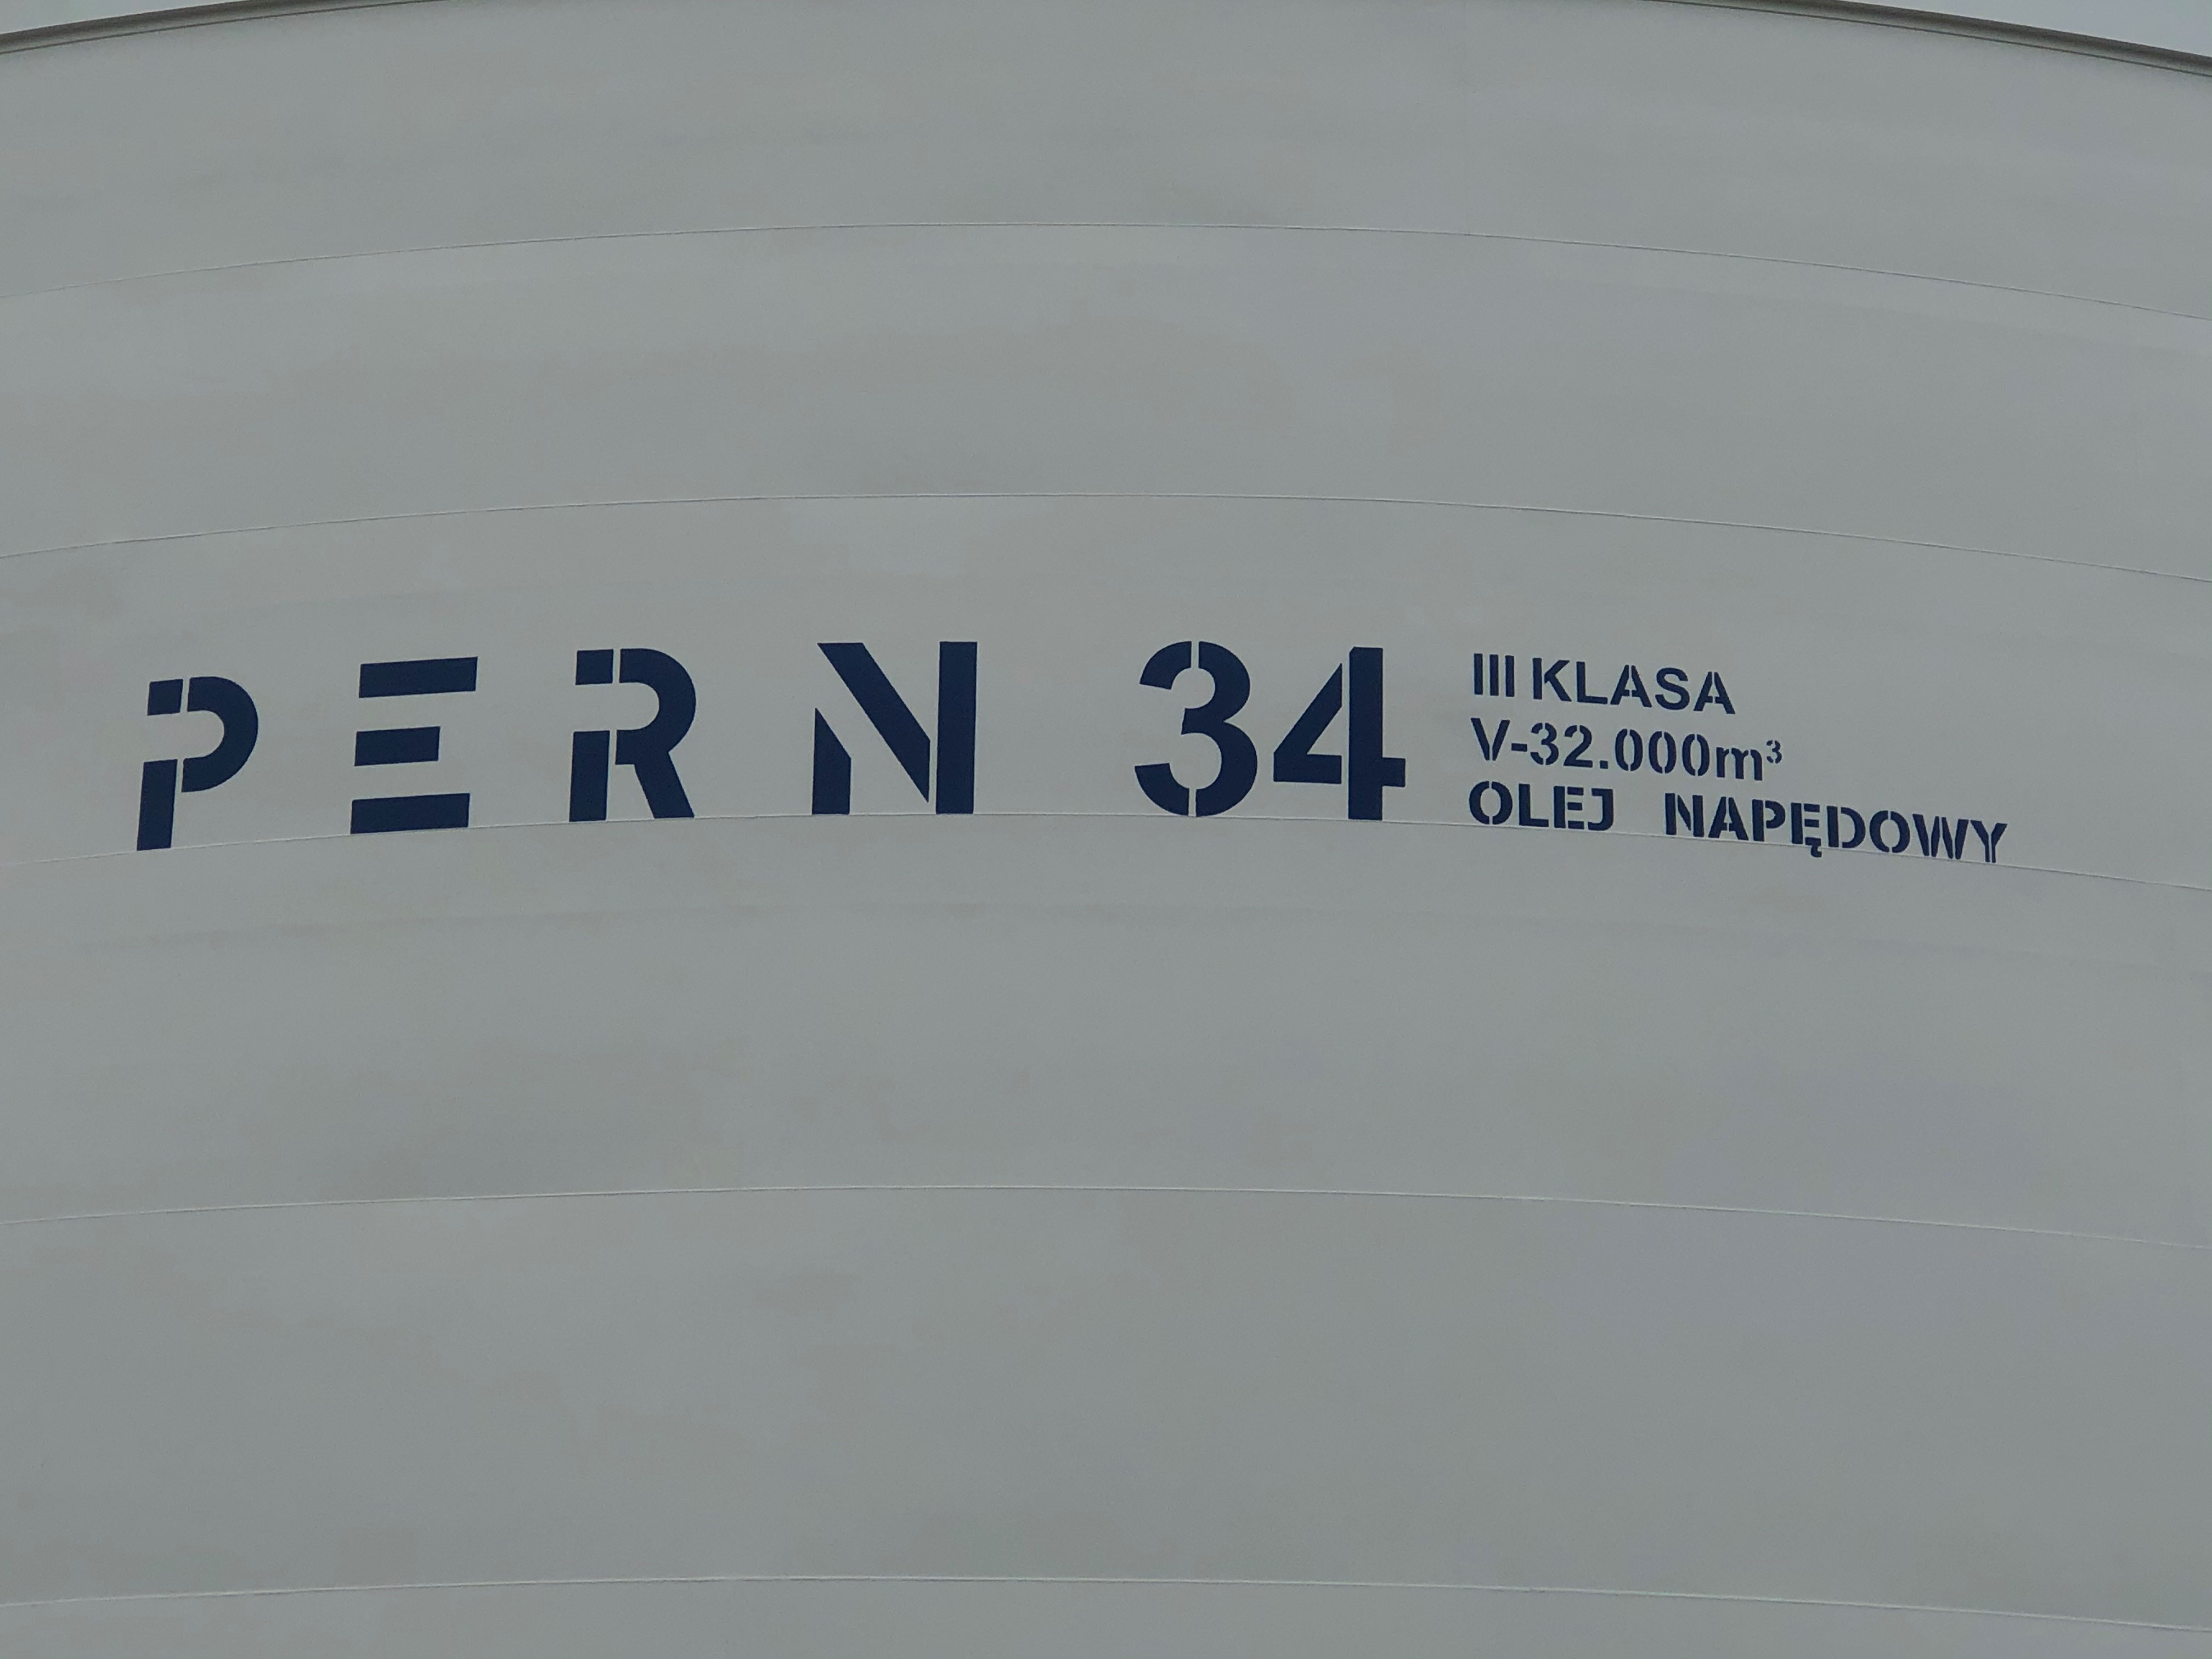 PERN 34
III KLASA
V-32.000m³
OLEJ NAPĘDOWY